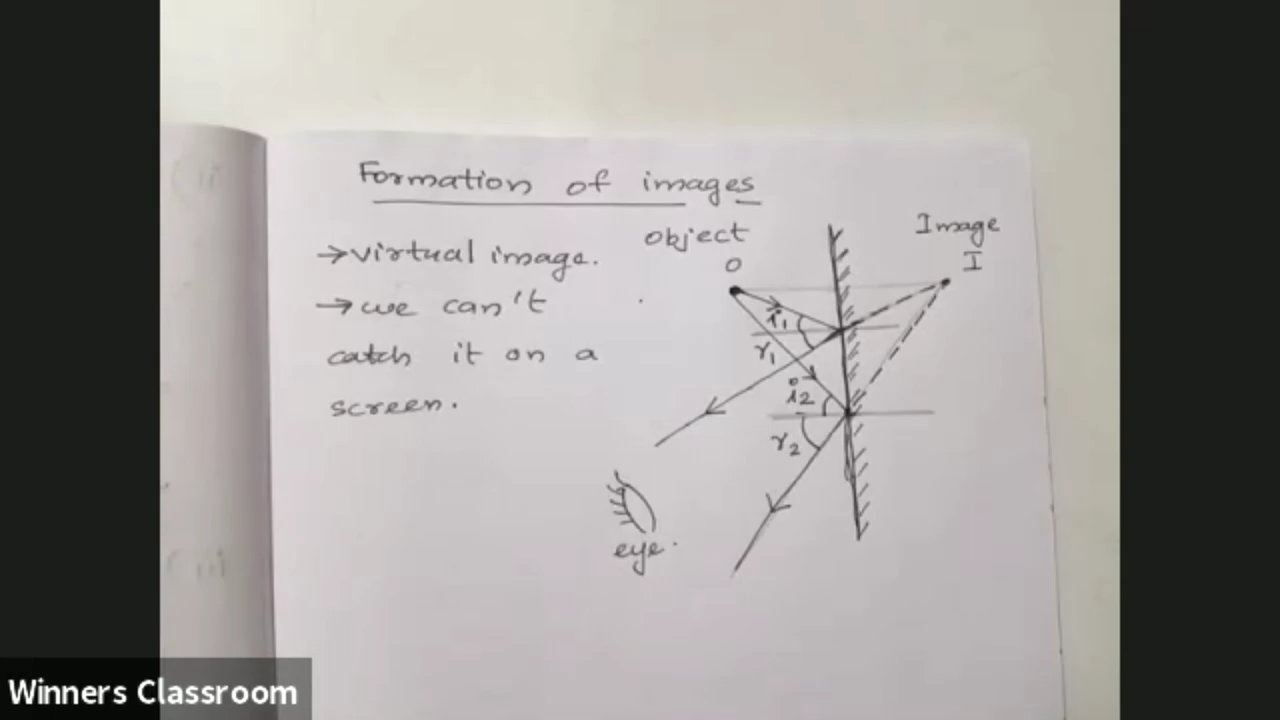 Formation of images
→ virtual image.
→ we can't
catch it on a
screen.
object
O
Image
I
i1
r1
i2
r2
eye.
Winners Classroom